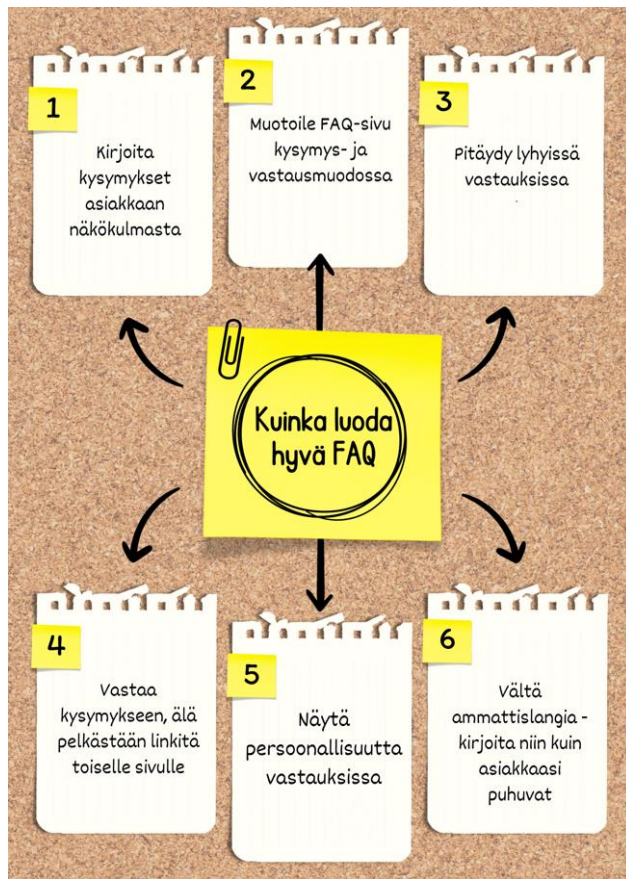 1
Kirjoita
kysymykset
asiakkaan
näkökulmasta
2
Muotoile FAQ-sivu
kysymys- ja
vastausmuodossa
3
Pitäydy lyhyissä
vastauksissa
Kuinka luoda
hyvä FAQ
4
Vastaa
kysymykseen, älä
pelkästään linkitä
toiselle sivulle
5
Näytä
persoonallisuutta
vastauksissa
6
Vältä
ammattislangia -
kirjoita niin kuin
asiakkaasi
puhuvat